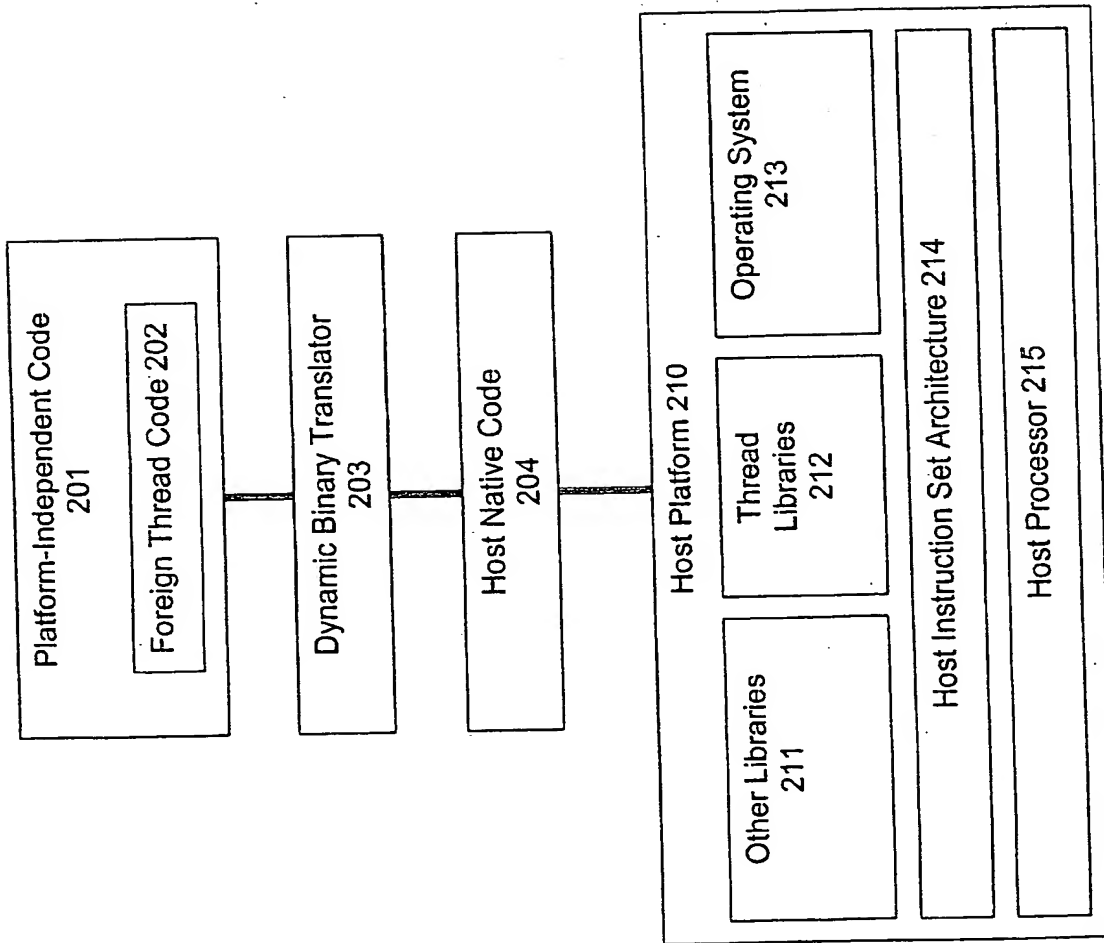 Platform-Independent Code
201
Foreign Thread Code 202
Dynamic Binary Translator
203
Host Native Code
204
Host Platform 210
Other Libraries
211
Thread
Libraries
212
Operating System
213
Host Instruction Set Architecture 214
Host Processor 215